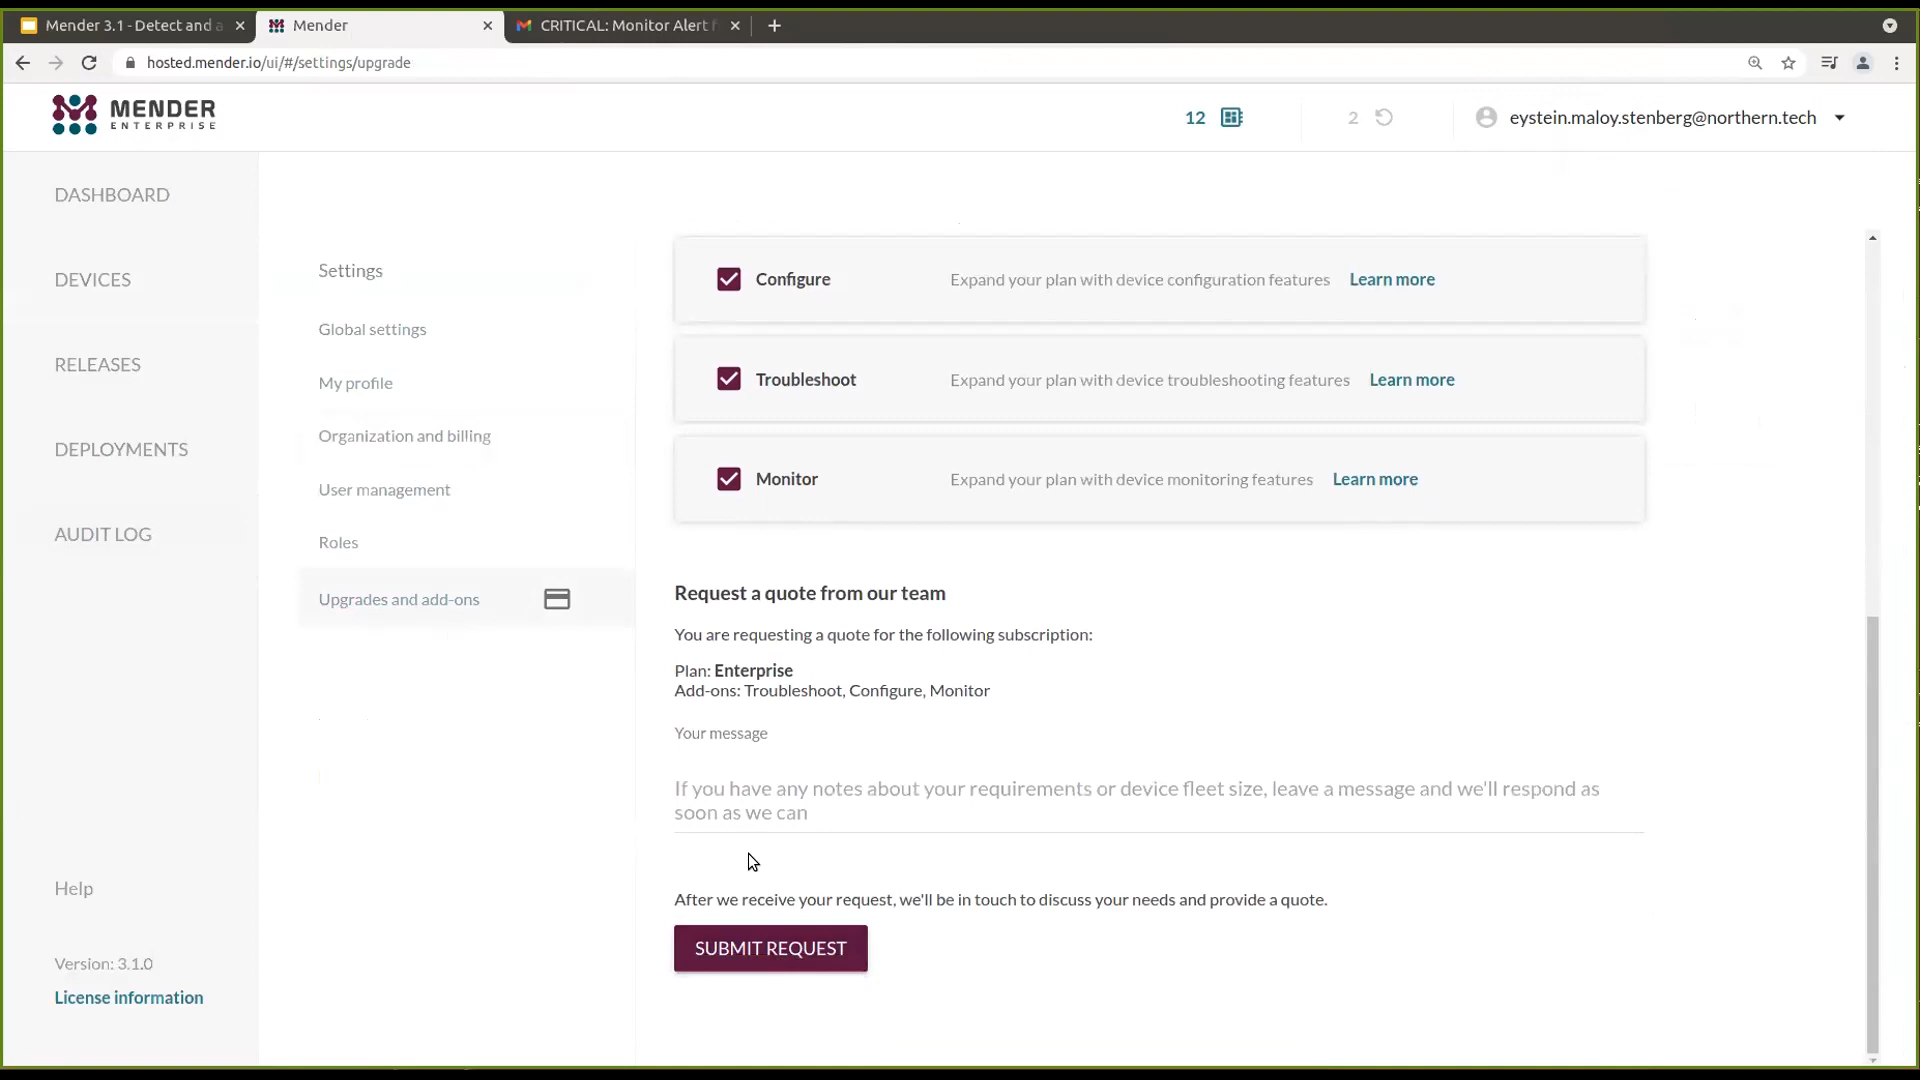 Mender 3.1 - Detect and a
Mender
CRITICAL: Monitor Alert f
hosted.mender.io/ui/#/settings/upgrade
MENDER
ENTERPRISE
12
2
eystein.maloy.stenberg@northern.tech
DASHBOARD
DEVICES
RELEASES
DEPLOYMENTS
AUDIT LOG
Help
Version: 3.1.0
License information
Settings
Global settings
My profile
Organization and billing
User management
Roles
Upgrades and add-ons
Configure Expand your plan with device configuration features Learn more
Troubleshoot Expand your plan with device troubleshooting features Learn more
Monitor Expand your plan with device monitoring features Learn more
Request a quote from our team
You are requesting a quote for the following subscription:
Plan: Enterprise
Add-ons: Troubleshoot, Configure, Monitor
Your message
If you have any notes about your requirements or device fleet size, leave a message and we'll respond as
soon as we can
After we receive your request, we'll be in touch to discuss your needs and provide a quote.
SUBMIT REQUEST